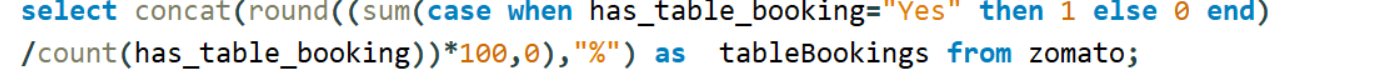 select concat(round((sum(case when has_table_booking="Yes" then 1 else 0 end)
/count(has_table_booking))*100,0),"%") as  tableBookings from zomato;